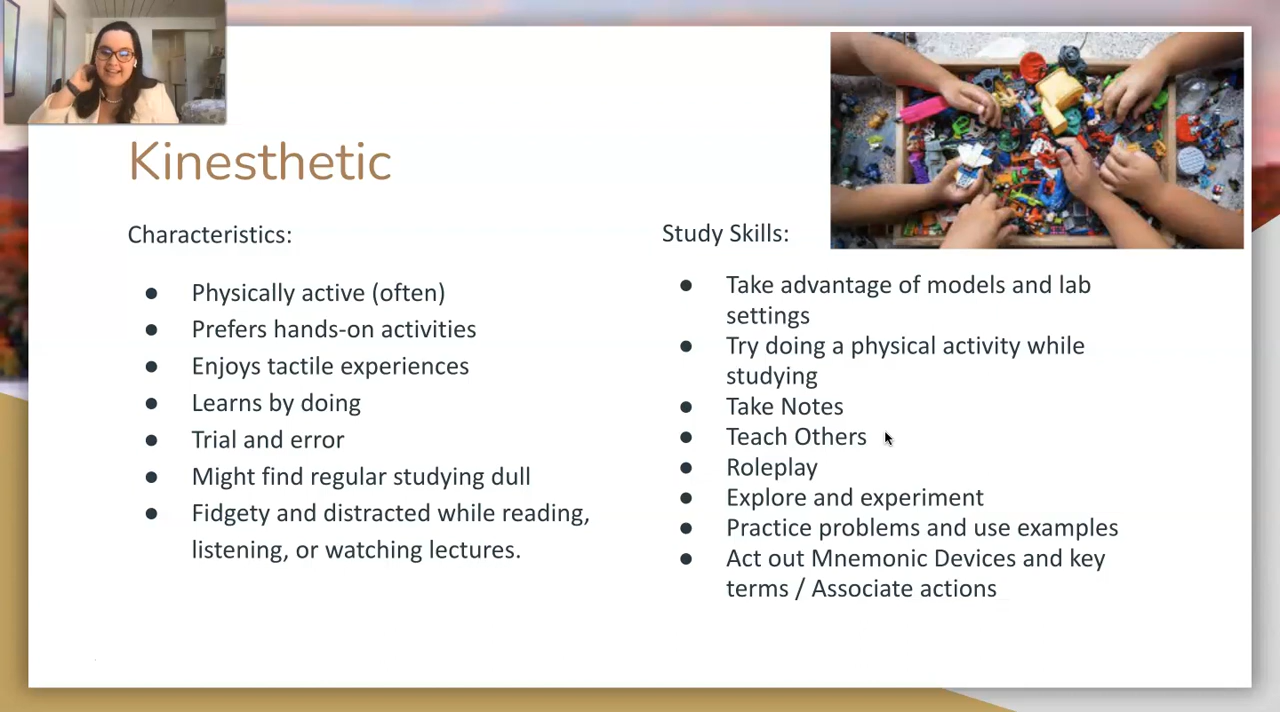 Kinesthetic
Characteristics:
Physically active (often)
Prefers hands-on activities
Enjoys tactile experiences
Learns by doing
Trial and error
Might find regular studying dull
Fidgety and distracted while reading,
listening, or watching lectures.
Study Skills:
Take advantage of models and lab
settings
Try doing a physical activity while
studying
Take Notes
Teach Others
Roleplay
Explore and experiment
Practice problems and use examples
Act out Mnemonic Devices and key
terms / Associate actions